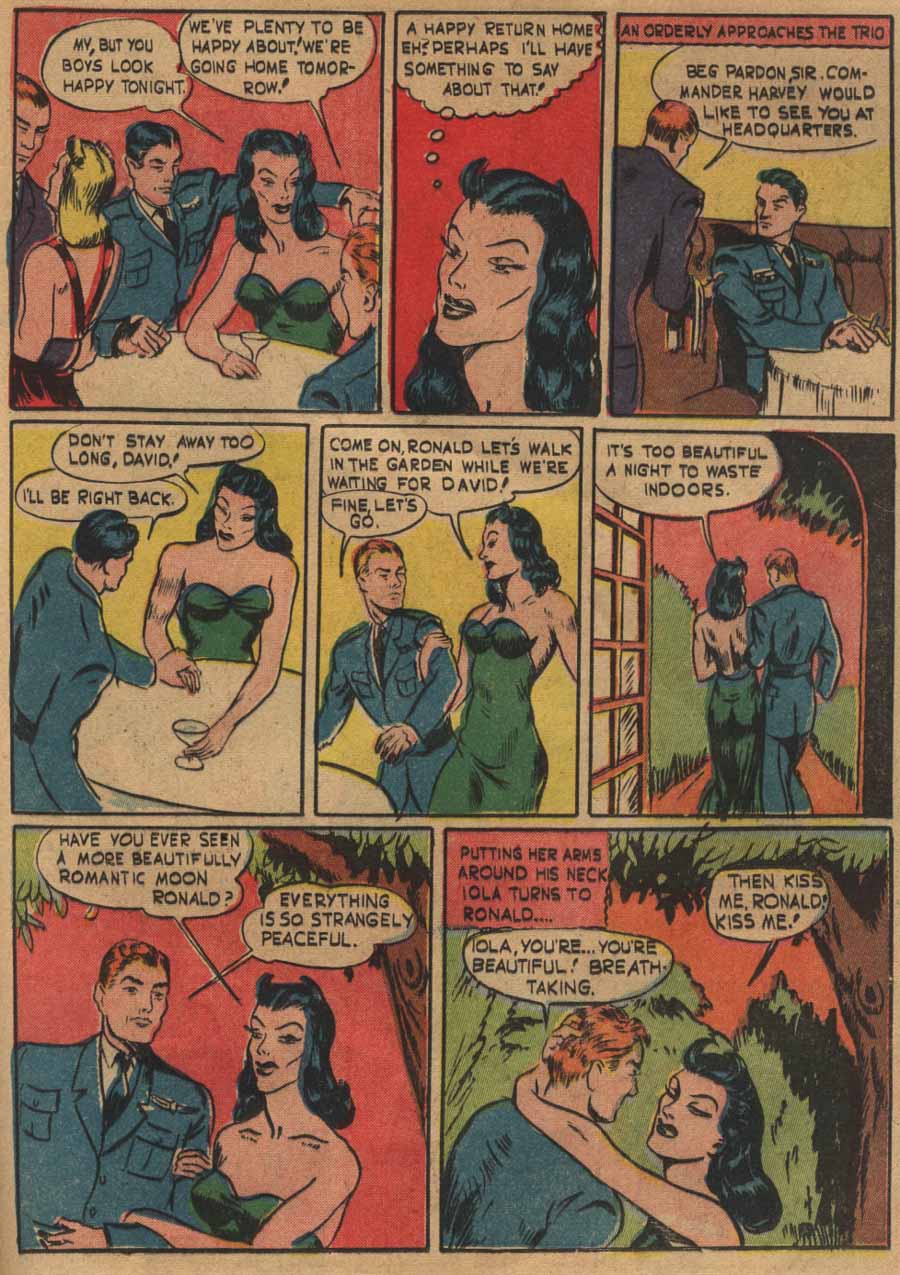 MY, BUT YOU
BOYS LOOK
HAPPY TONIGHT.
WE'VE PLENTY TO BE
HAPPY ABOUT! WE'RE
GOING HOME TOMOR-
ROW!
A HAPPY RETURN HOME
EH? PERHAPS I'LL HAVE
SOMETHING TO SAY
ABOUT THAT!
AN ORDERLY APPROACHES THE TRIO
BEG PARDON, SIR. COM-
MANDER HARVEY WOULD
LIKE TO SEE YOU AT
HEADQUARTERS.
DON'T STAY AWAY TOO
LONG, DAVID!
I'LL BE RIGHT BACK.
COME ON, RONALD LET'S WALK
IN THE GARDEN WHILE WE'RE
WAITING FOR DAVID!
FINE, LET'S
GO.
IT'S TOO BEAUTIFUL
A NIGHT TO WASTE
INDOORS.
HAVE YOU EVER SEEN
A MORE BEAUTIFULLY
ROMANTIC MOON
RONALD?
EVERYTHING
IS SO STRANGELY
PEACEFUL.
PUTTING HER ARMS
AROUND HIS NECK
IOLA TURNS TO
RONALD....
IOLA, YOU'RE... YOU'RE
BEAUTIFUL! BREATH-
TAKING.
THEN KISS
ME, RONALD!
KISS ME!